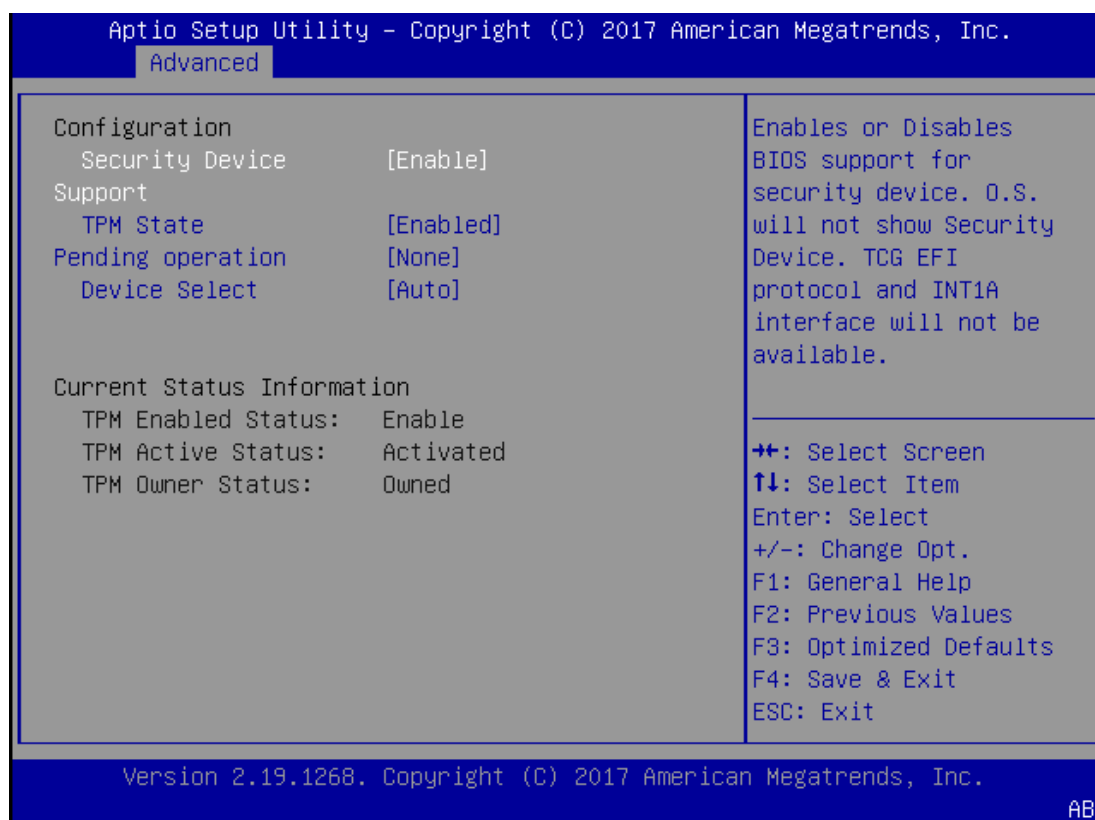 Aptio Setup Utility – Copyright (C) 2017 American Megatrends, Inc.
Advanced
Configuration
Security Device [Enable]
Support
TPM State [Enabled]
Pending operation [None]
Device Select [Auto]
Current Status Information
TPM Enabled Status: Enable
TPM Active Status: Activated
TPM Owner Status: Owned
Enables or Disables
BIOS support for
security device. O.S.
will not show Security
Device. TCG EFI
protocol and INT1A
interface will not be
available.
→←: Select Screen
↑↓: Select Item
Enter: Select
+/-: Change Opt.
F1: General Help
F2: Previous Values
F3: Optimized Defaults
F4: Save & Exit
ESC: Exit
Version 2.19.1268. Copyright (C) 2017 American Megatrends, Inc.
AB